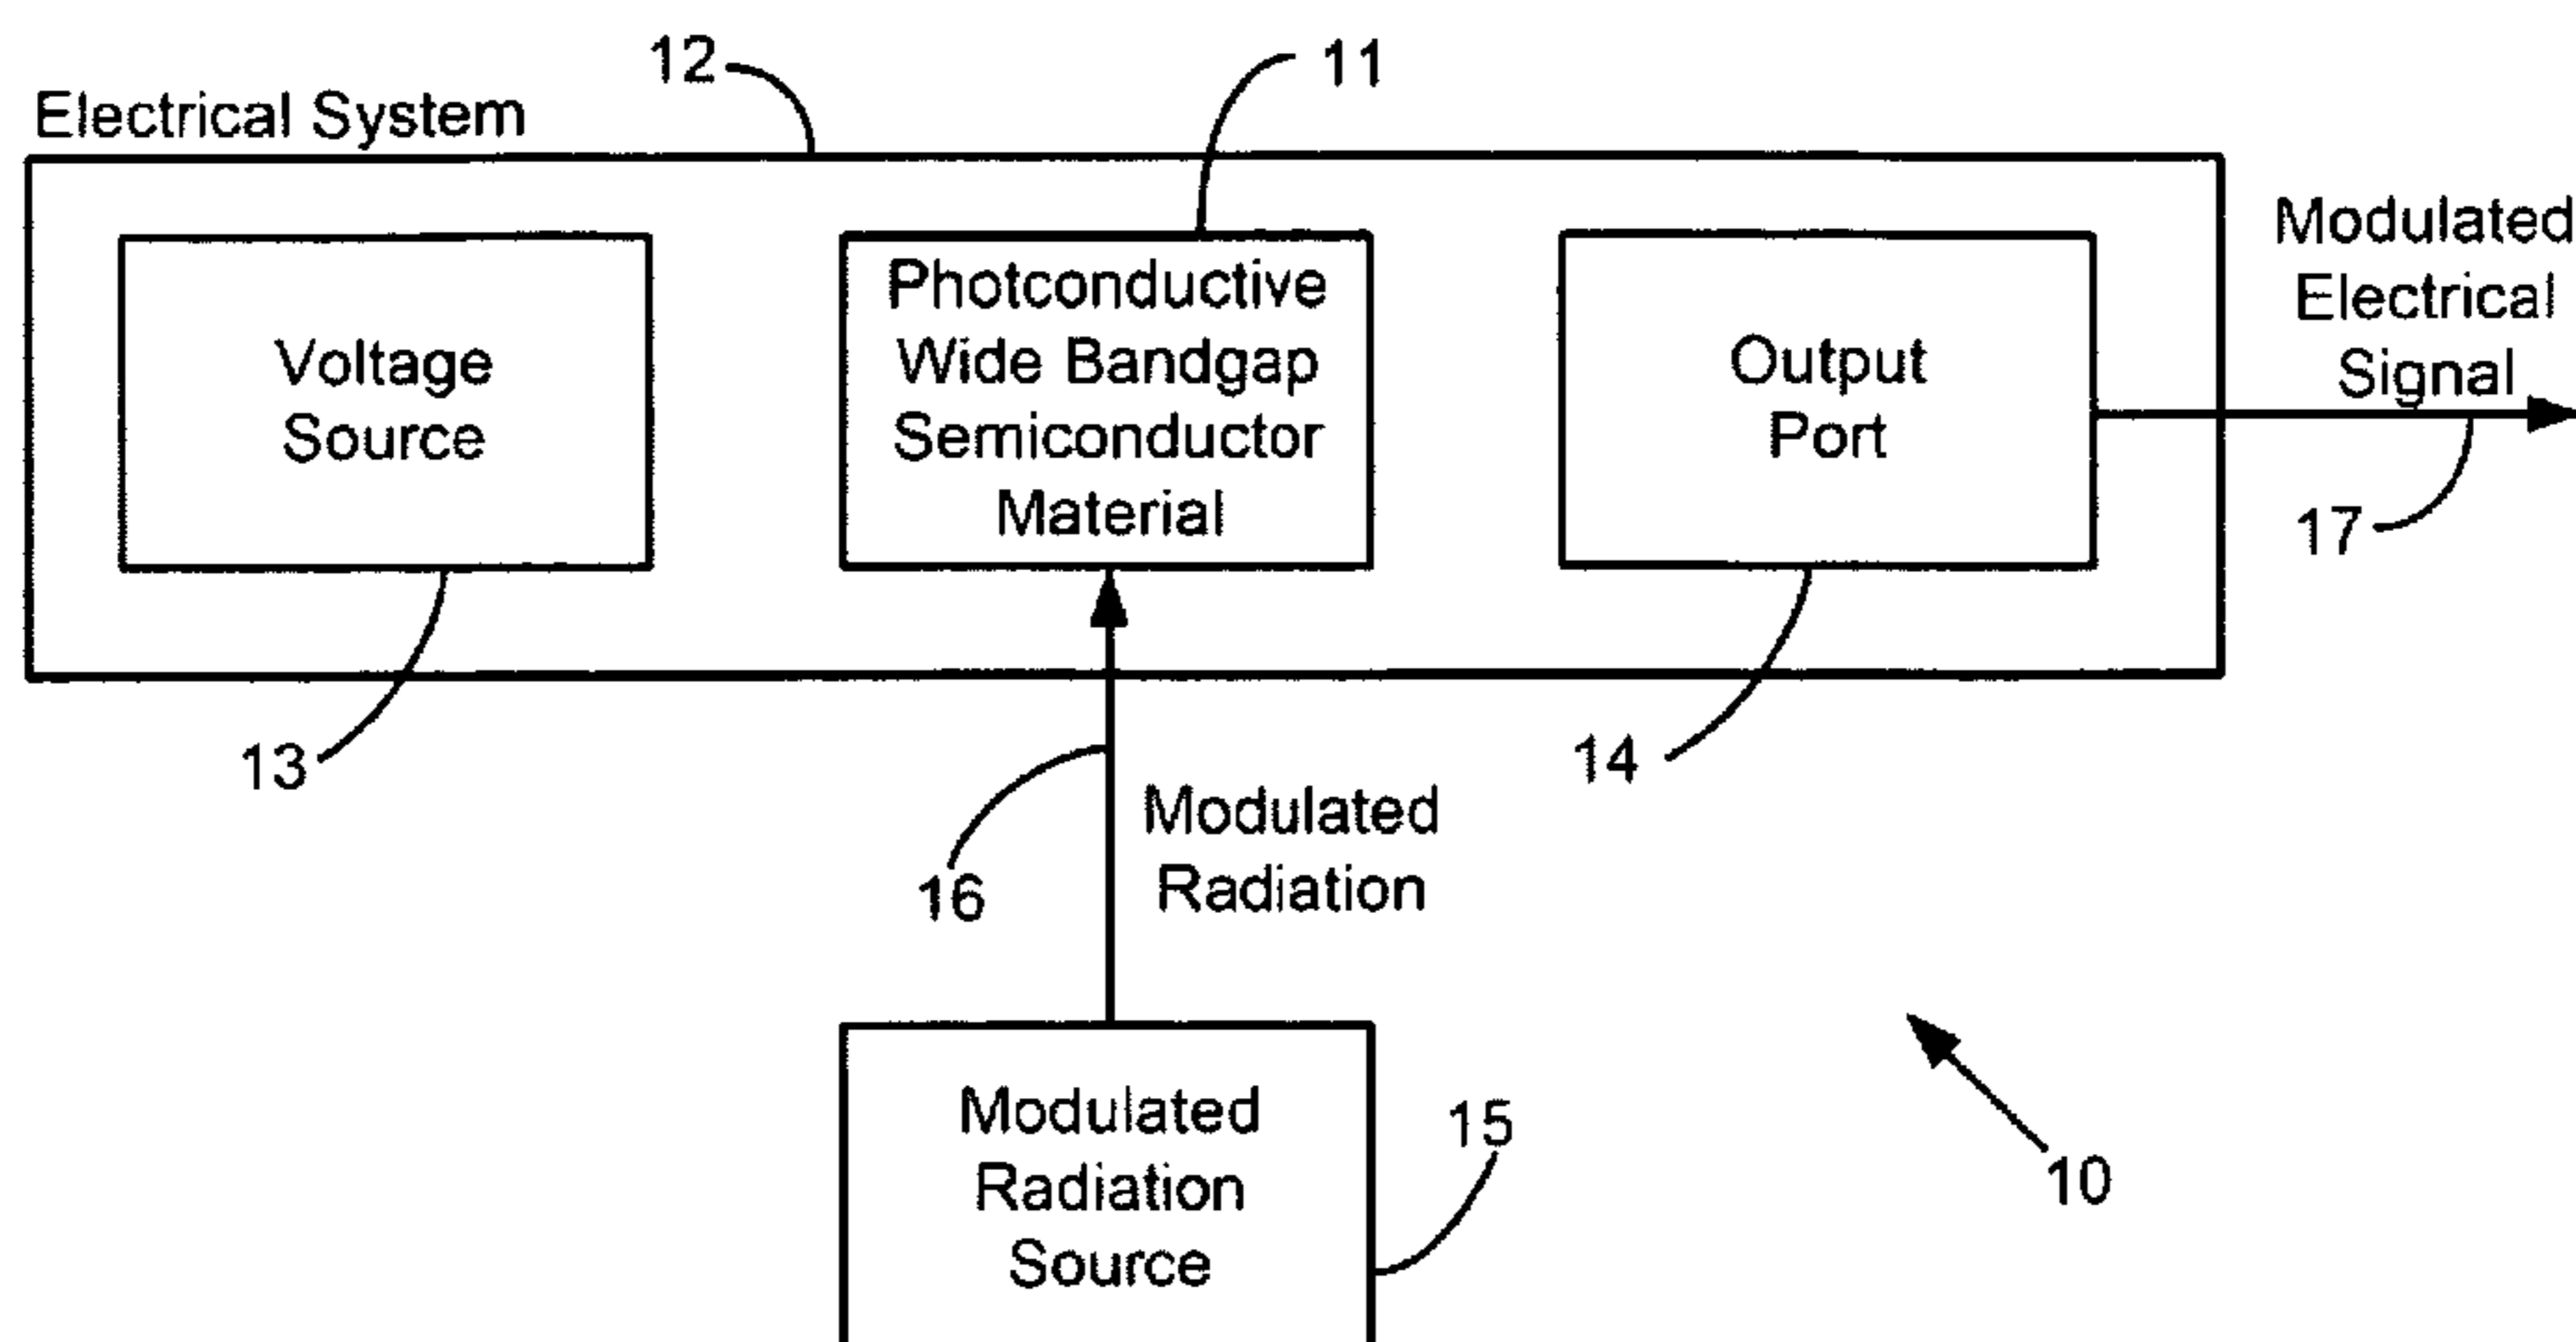 12
11
Electrical System
Voltage
Source
Photconductive
Wide Bandgap
Semiconductor
Material
Output
Port
Modulated
Electrical
Signal
17
13
14
16
Modulated
Radiation
Modulated
Radiation
Source
15
10